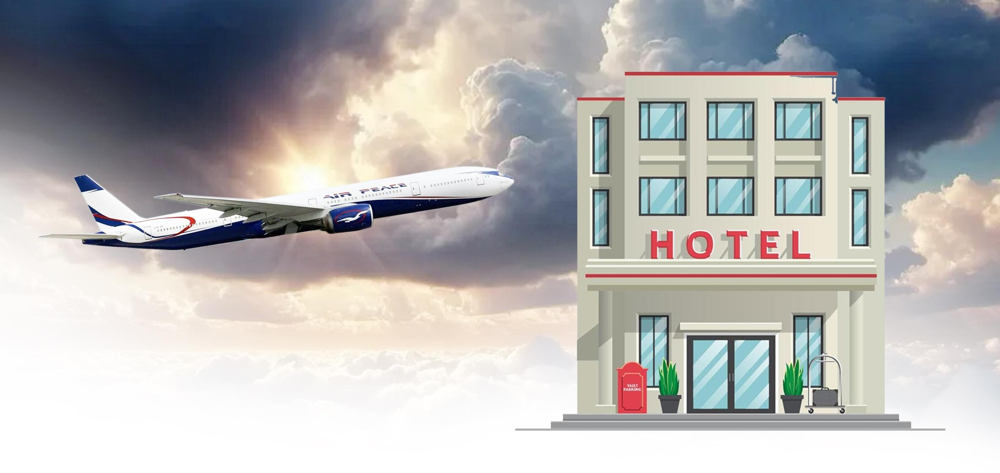 AIR PEACE
HOTEL
VALET
PARKING